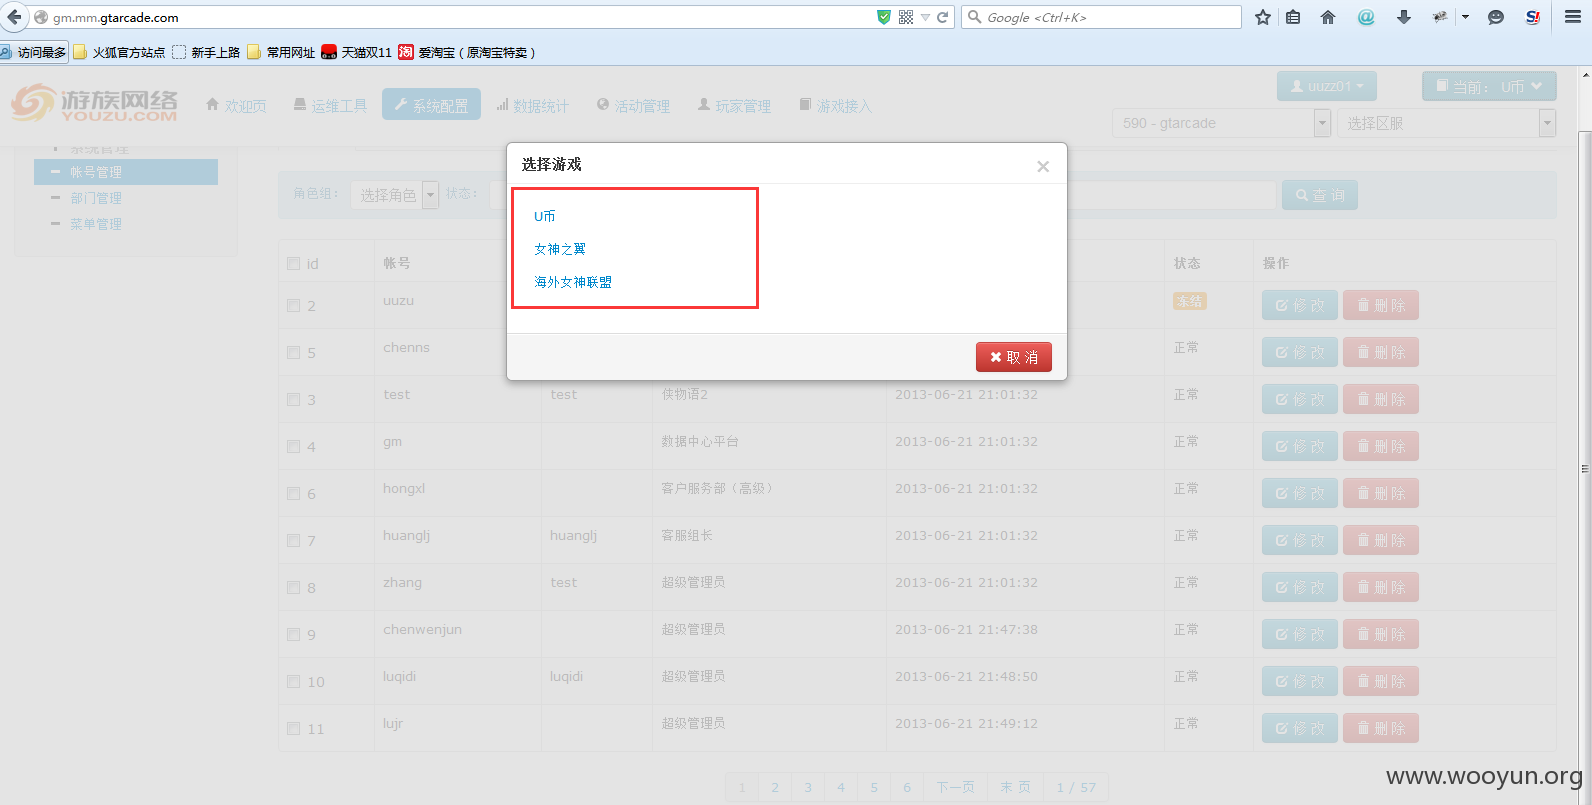 gm.mm.gtarcade.com
Google <Ctrl+K>
访问最多 火狐官方站点 新手上路 常用网址 天猫双11 淘 爱淘宝（原淘宝特卖）
游族网络
YOUZU.COM
欢迎页 运维工具 系统配置 数据统计 活动管理 玩家管理 游戏接入
uuzz01 当前： U币
590 - gtarcade 选择区服
系统管理
帐号管理
部门管理
菜单管理
角色组： 选择角色 状态： 查 询
选择游戏
U币
女神之翼
海外女神联盟
取 消
id 帐号 状态 操作
2 uuzu 冻结 修 改 删 除
5 chenns 正常 修 改 删 除
3 test test 侠物语2 2013-06-21 21:01:32 正常 修 改 删 除
4 gm 数据中心平台 2013-06-21 21:01:32 正常 修 改 删 除
6 hongxl 客户服务部（高级） 2013-06-21 21:01:32 正常 修 改 删 除
7 huanglj huanglj 客服组长 2013-06-21 21:01:32 正常 修 改 删 除
8 zhang test 超级管理员 2013-06-21 21:01:32 正常 修 改 删 除
9 chenwenjun 超级管理员 2013-06-21 21:47:38 正常 修 改 删 除
10 luqidi luqidi 超级管理员 2013-06-21 21:48:50 正常 修 改 删 除
11 lujr 超级管理员 2013-06-21 21:49:12 正常 修 改 删 除
1 2 3 4 5 6 下一页 末 页 1 / 57
www.wooyun.org